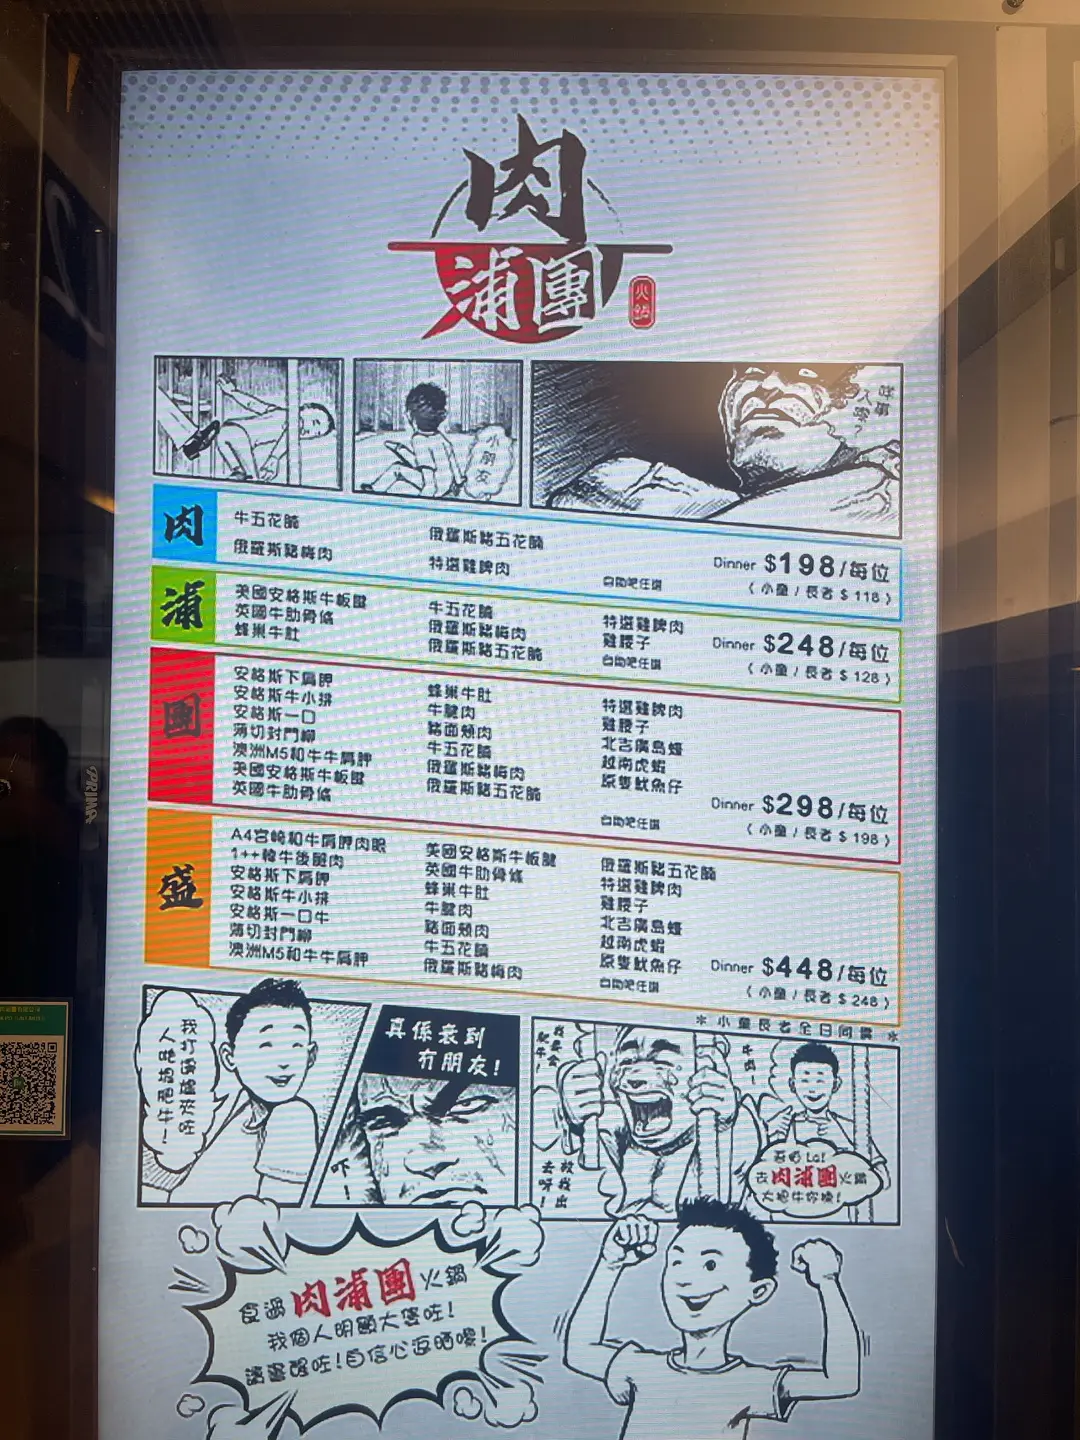 肉
浦團
火鍋
小朋友
肉
牛五花腩
俄羅斯豬梅肉
俄羅斯豬五花腩
特選雞脾肉
自助吧任選
Dinner $198/每位
( 小童 / 長者 $ 118 )
浦
美國安格斯牛板腱
英國牛肋骨條
蜂巢牛肚
牛五花腩
俄羅斯豬梅肉
俄羅斯豬五花腩
特選雞脾肉
雞腰子
自助吧任選
Dinner $248/每位
( 小童 / 長者 $ 128 )
團
安格斯下肩胛
安格斯牛小排
安格斯一口
薄切封門柳
澳洲M5和牛牛肩胛
美國安格斯牛板腱
英國牛肋骨條
蜂巢牛肚
牛腱肉
豬面頰肉
牛五花腩
俄羅斯豬梅肉
俄羅斯豬五花腩
特選雞脾肉
雞腰子
北吉廣島蠔
越南虎蝦
原隻魷魚仔
自助吧任選
Dinner $298/每位
( 小童 / 長者 $ 198 )
盛
A4宮崎和牛肩胛肉眼
1++韓牛後腿肉
安格斯下肩胛
安格斯牛小排
安格斯一口牛
薄切封門柳
澳洲M5和牛牛肩胛
美國安格斯牛板腱
英國牛肋骨條
蜂巢牛肚
牛腱肉
豬面頰肉
牛五花腩
俄羅斯豬梅肉
俄羅斯豬五花腩
特選雞脾肉
雞腰子
北吉廣島蠔
越南虎蝦
原隻魷魚仔
自助吧任選
Dinner $448/每位
( 小童 / 長者 $ 248 )
* 小童長者全日同價 *
我打邊爐夾咗
人哋塊肥牛!
真係衰到
冇朋友!
吓!
放我出
去呀!
去肉浦團火鍋
食過肉浦團火鍋
我個人明顯大隻咗!
讀書醒咗!自信心返晒嚟!
PRIMA